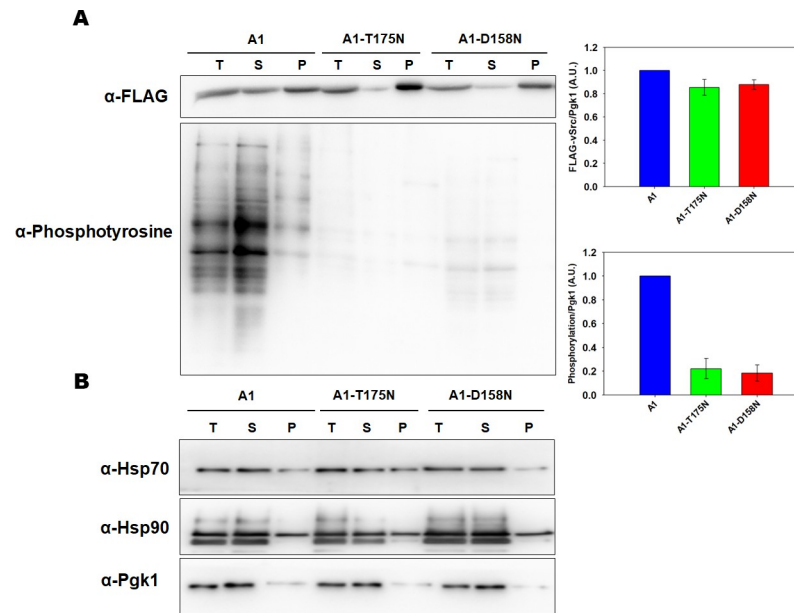 A
A1 A1-T175N A1-D158N
T S P T S P T S P
α-FLAG
α-Phosphotyrosine
FLAG-vSrc/Pgk1 (A.U.)
1.2
1.0
0.8
0.6
0.4
0.2
0.0
A1 A1-T175N A1-D158N
Phosphorylation/Pgk1 (A.U.)
1.2
1.0
0.8
0.6
0.4
0.2
0.0
A1 A1-T175N A1-D158N
B
A1 A1-T175N A1-D158N
T S P T S P T S P
α-Hsp70
α-Hsp90
α-Pgk1